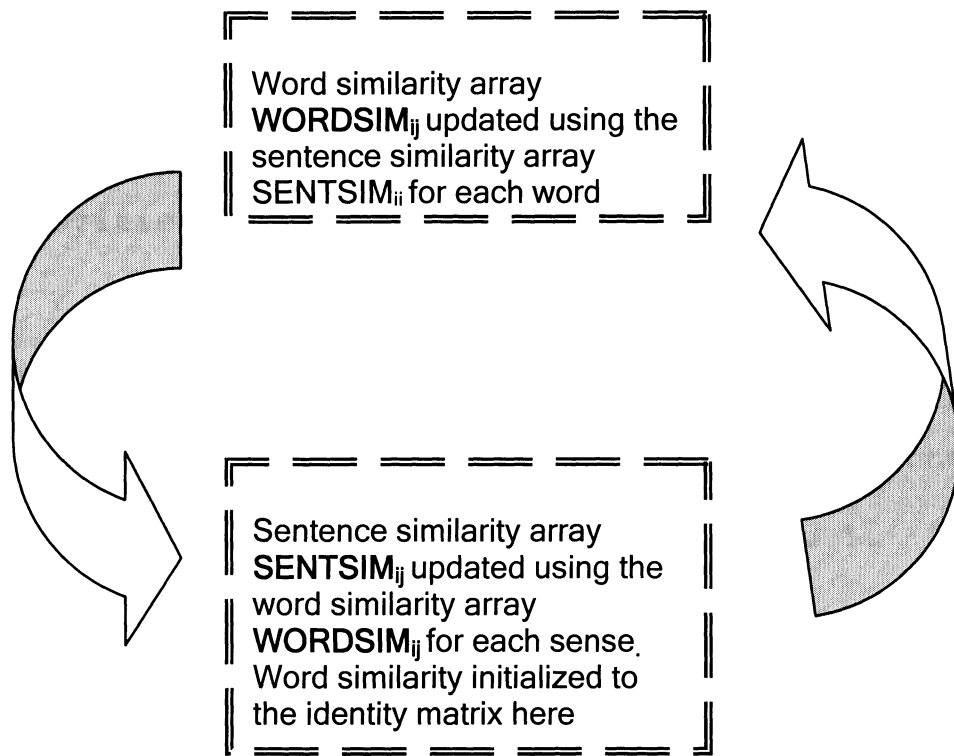 Word similarity array
WORDSIMij updated using the
sentence similarity array
SENTSIMii for each word
Sentence similarity array
SENTSIMij updated using the
word similarity array
WORDSIMij for each sense.
Word similarity initialized to
the identity matrix here